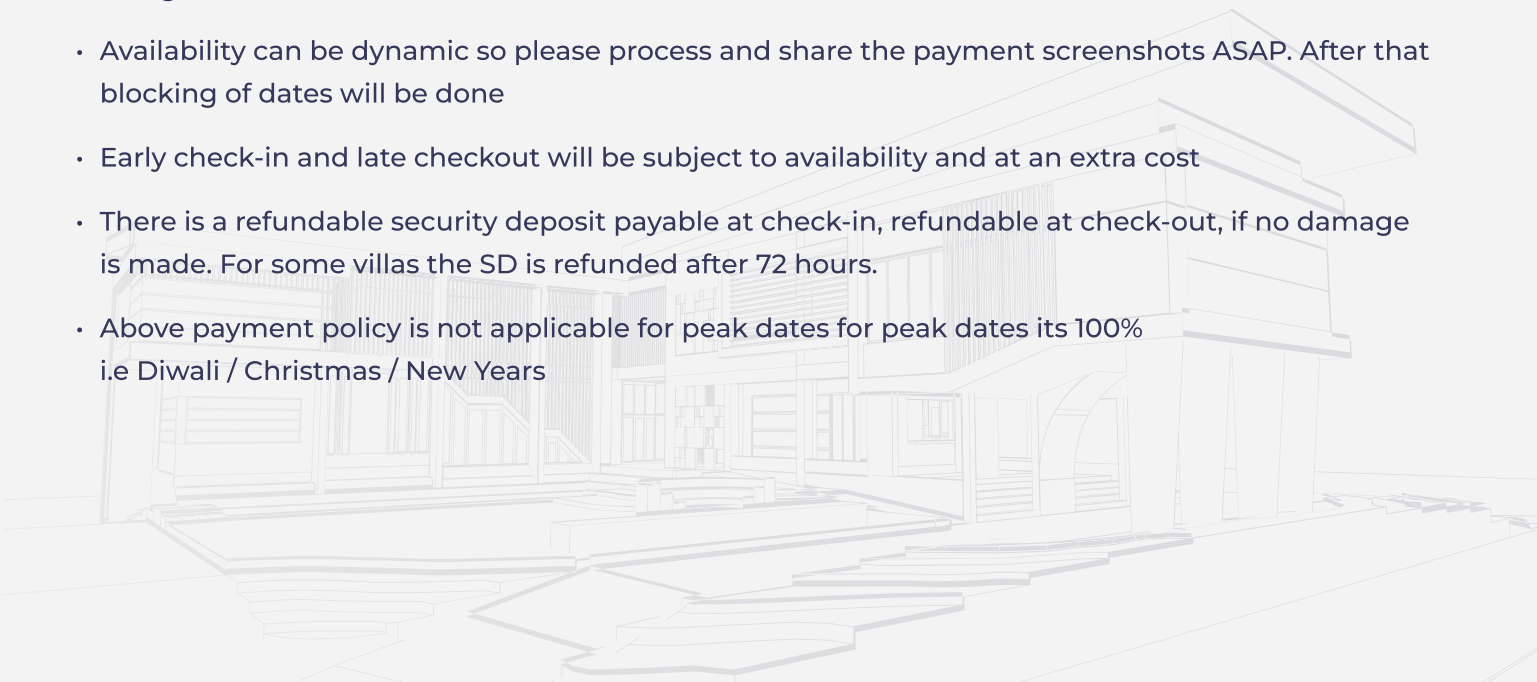 • Availability can be dynamic so please process and share the payment screenshots ASAP. After that
blocking of dates will be done
• Early check-in and late checkout will be subject to availability and at an extra cost
• There is a refundable security deposit payable at check-in, refundable at check-out, if no damage
is made. For some villas the SD is refunded after 72 hours.
• Above payment policy is not applicable for peak dates for peak dates its 100%
i.e Diwali / Christmas / New Years